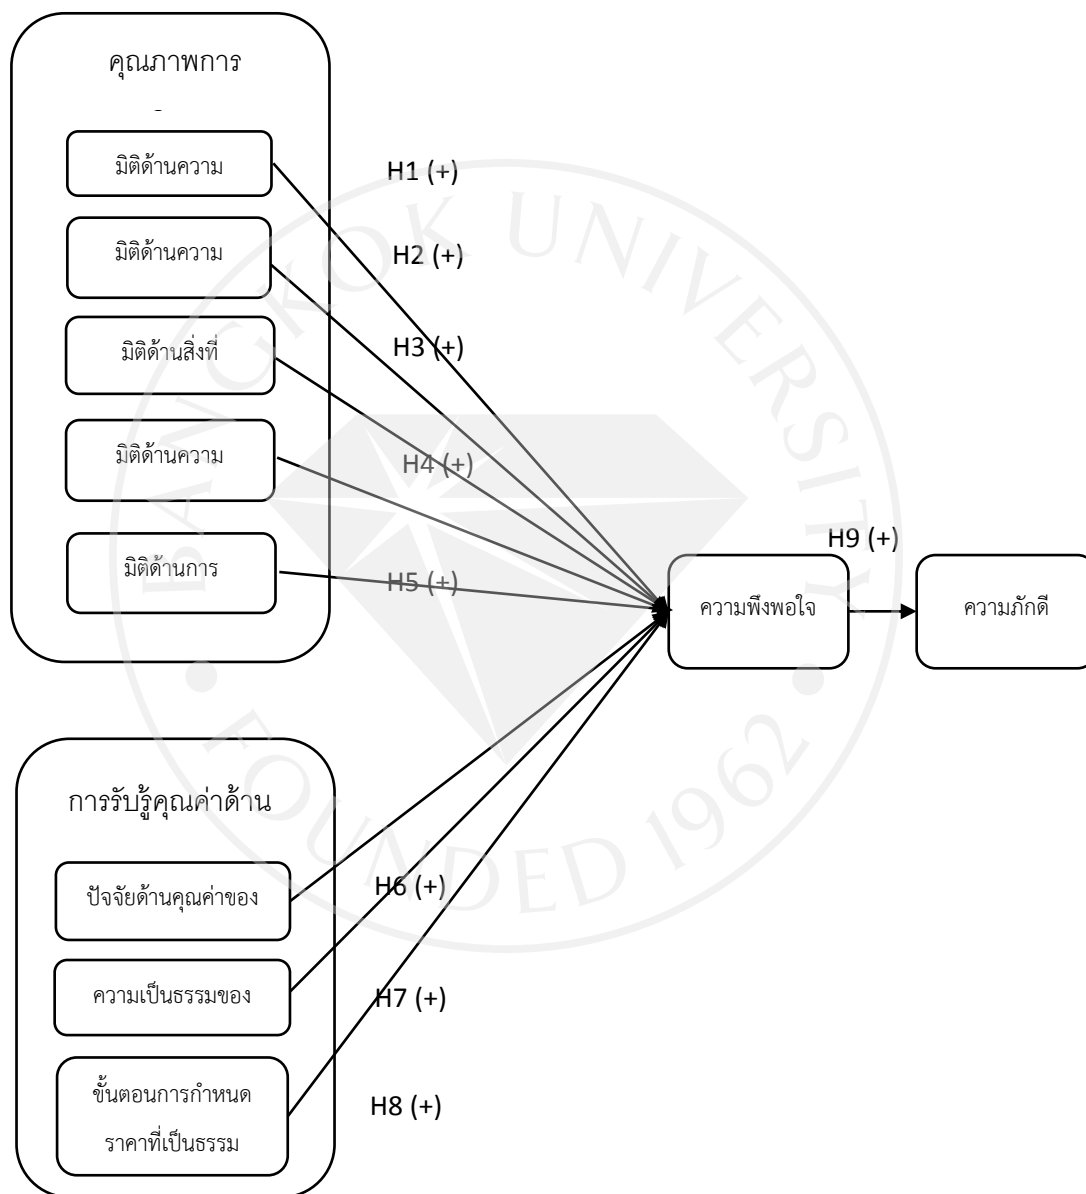 คุณภาพการ
มิติด้านความ
H1 (+)
มิติด้านความ
H2 (+)
มิติด้านสิ่งที่
H3 (+)
มิติด้านความ
H4 (+)
มิติด้านการ
H5 (+)
ความพึงพอใจ
H9 (+)
ความภักดี
การรับรู้คุณค่าด้าน
ปัจจัยด้านคุณค่าของ
H6 (+)
ความเป็นธรรมของ
H7 (+)
ขั้นตอนการกำหนด
ราคาที่เป็นธรรม
H8 (+)
BANGKOK UNIVERSITY
FOUNDED 1962